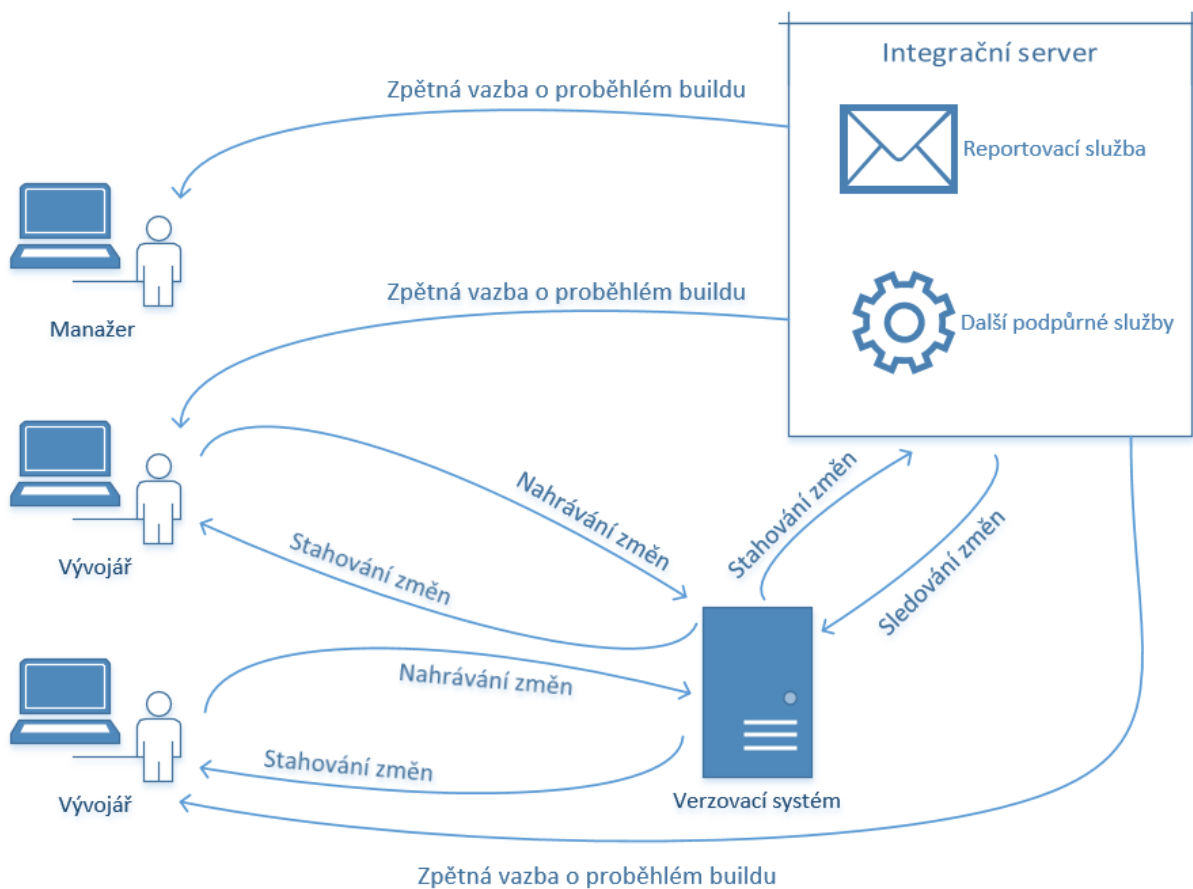 Integrační server
Zpětná vazba o proběhlém buildu
Reportovací služba
Manažer
Zpětná vazba o proběhlém buildu
Další podpůrné služby
Vývojář
Nahrávání změn
Stahování změn
Stahování změn
Sledování změn
Nahrávání změn
Stahování změn
Vývojář
Verzovací systém
Zpětná vazba o proběhlém buildu